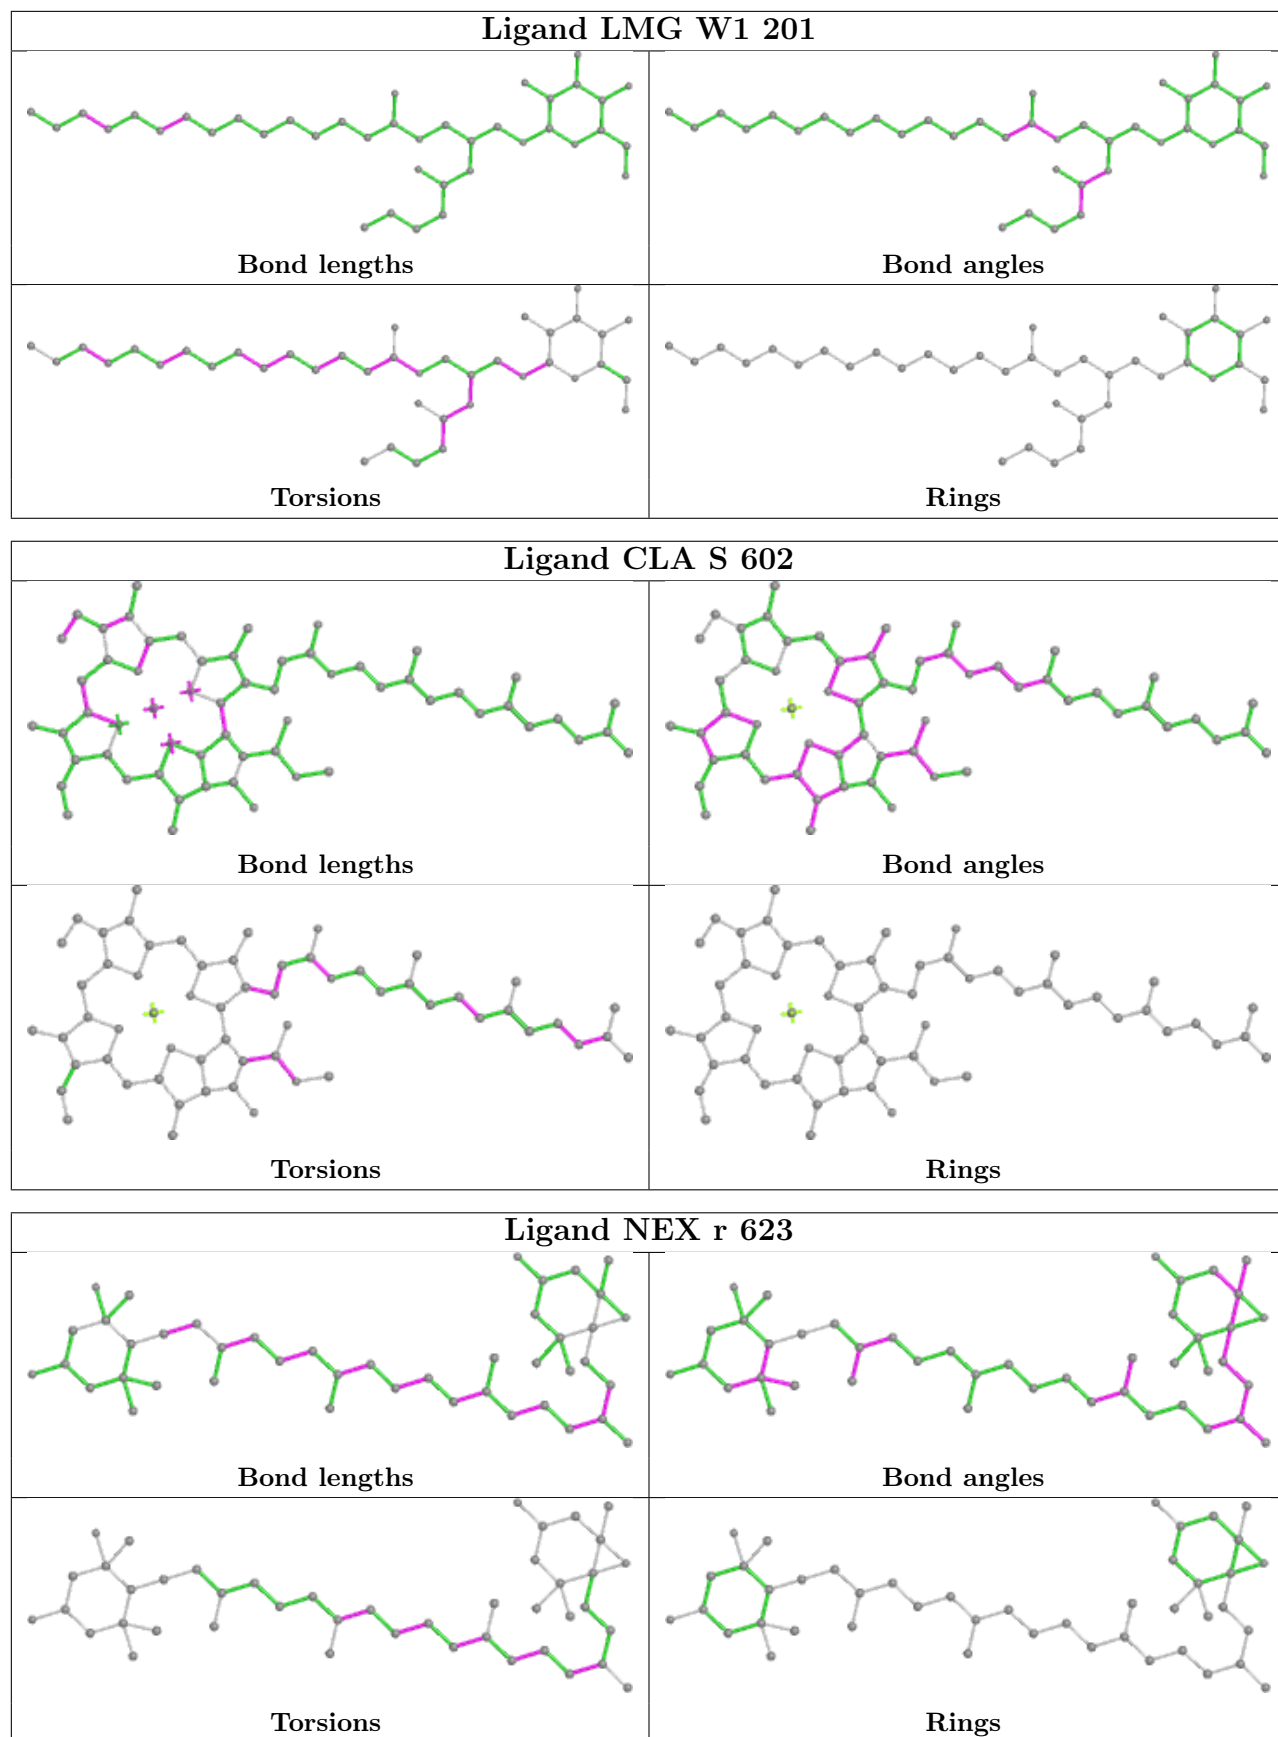 Ligand LMG W1 201
Bond lengths
Bond angles
Torsions
Rings
Ligand CLA S 602
Bond lengths
Bond angles
Torsions
Rings
Ligand NEX r 623
Bond lengths
Bond angles
Torsions
Rings